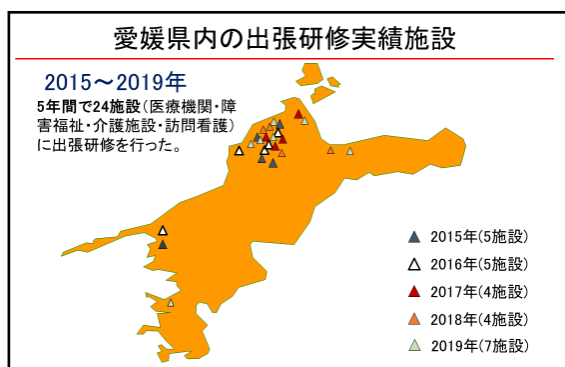 愛媛県内の出張研修実績施設
2015～2019年
5年間で24施設(医療機関・障
害福祉・介護施設・訪問看護)
に出張研修を行った。
2015年(5施設)
2016年(5施設)
2017年(4施設)
2018年(4施設)
2019年(7施設)